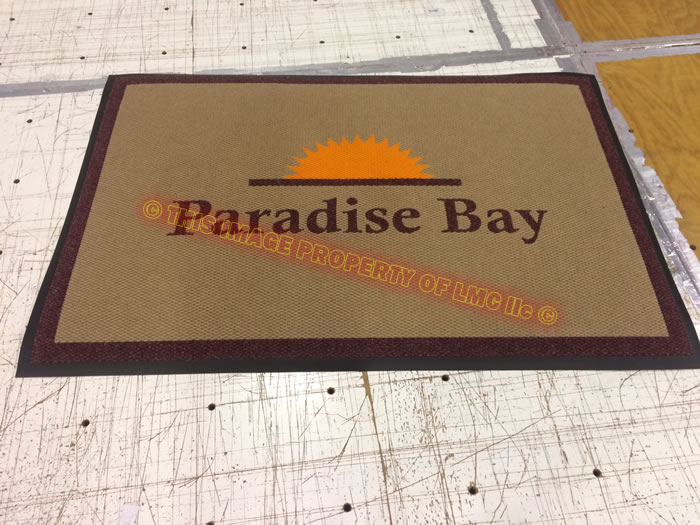 Paradise Bay
© THIS IMAGE PROPERTY OF LMC llc ©